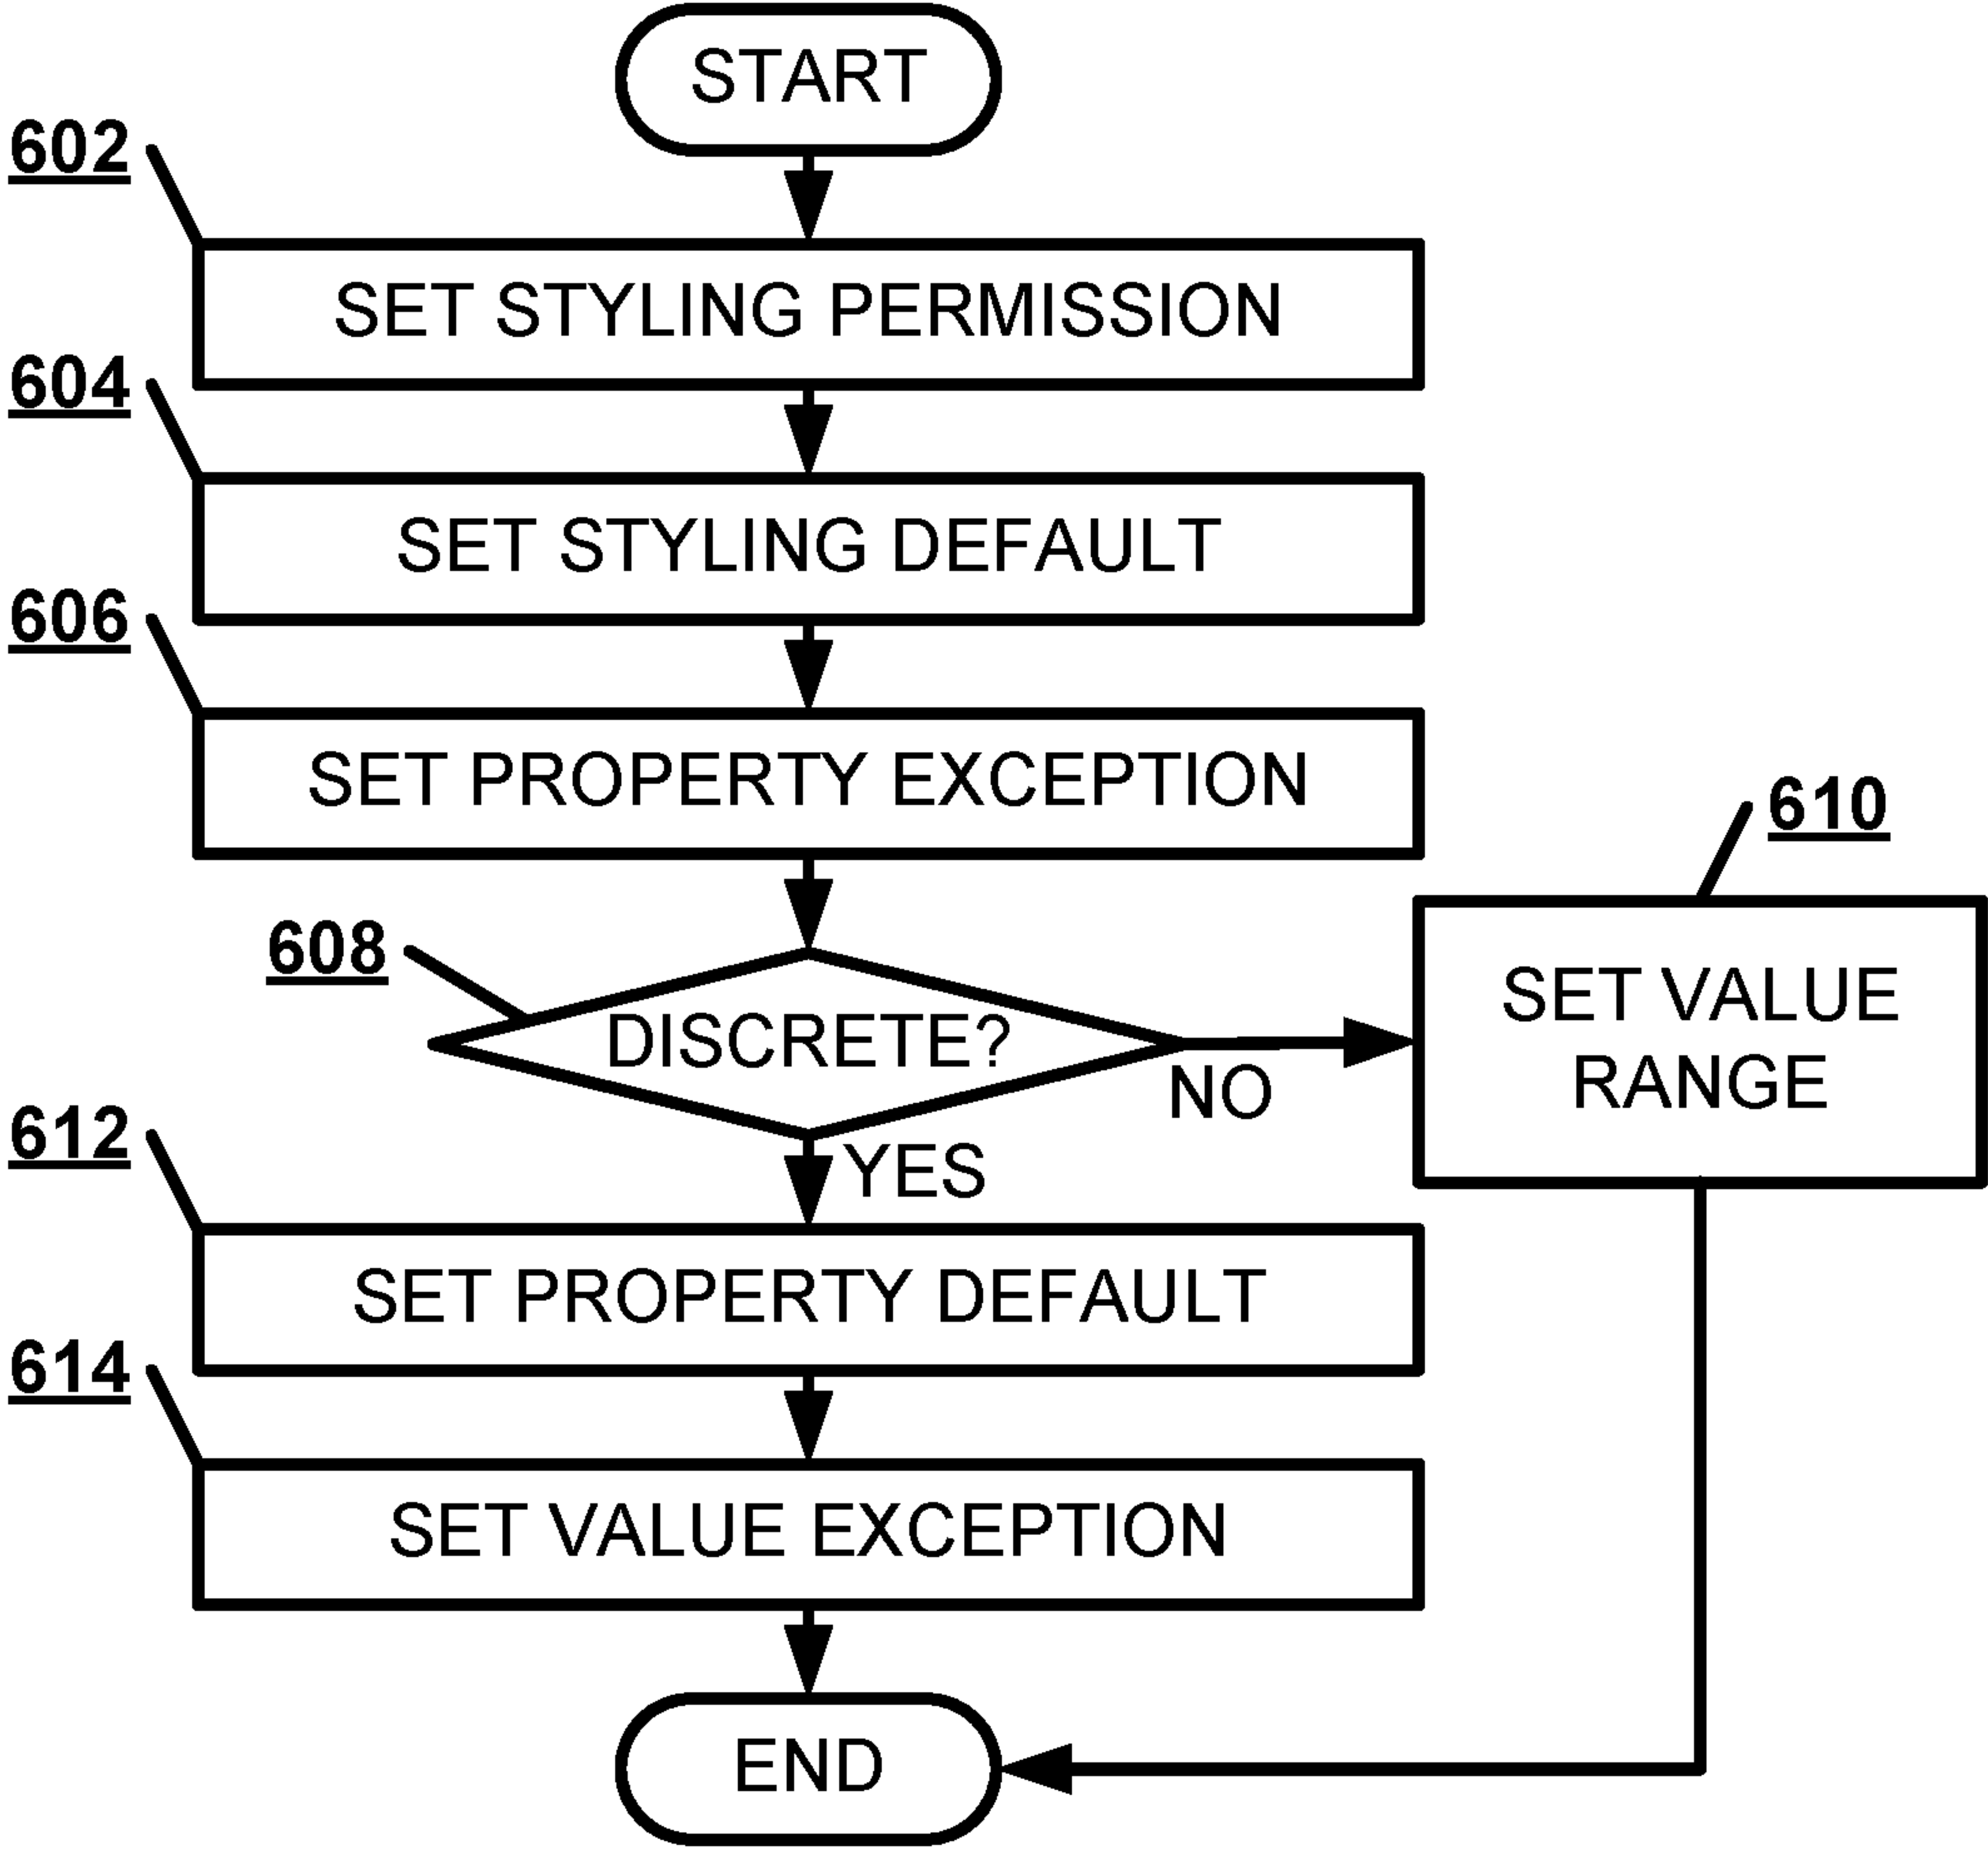 START
602
SET STYLING PERMISSION
604
SET STYLING DEFAULT
606
SET PROPERTY EXCEPTION
610
608
DISCRETE?
NO
SET VALUE
RANGE
612
YES
SET PROPERTY DEFAULT
614
SET VALUE EXCEPTION
END